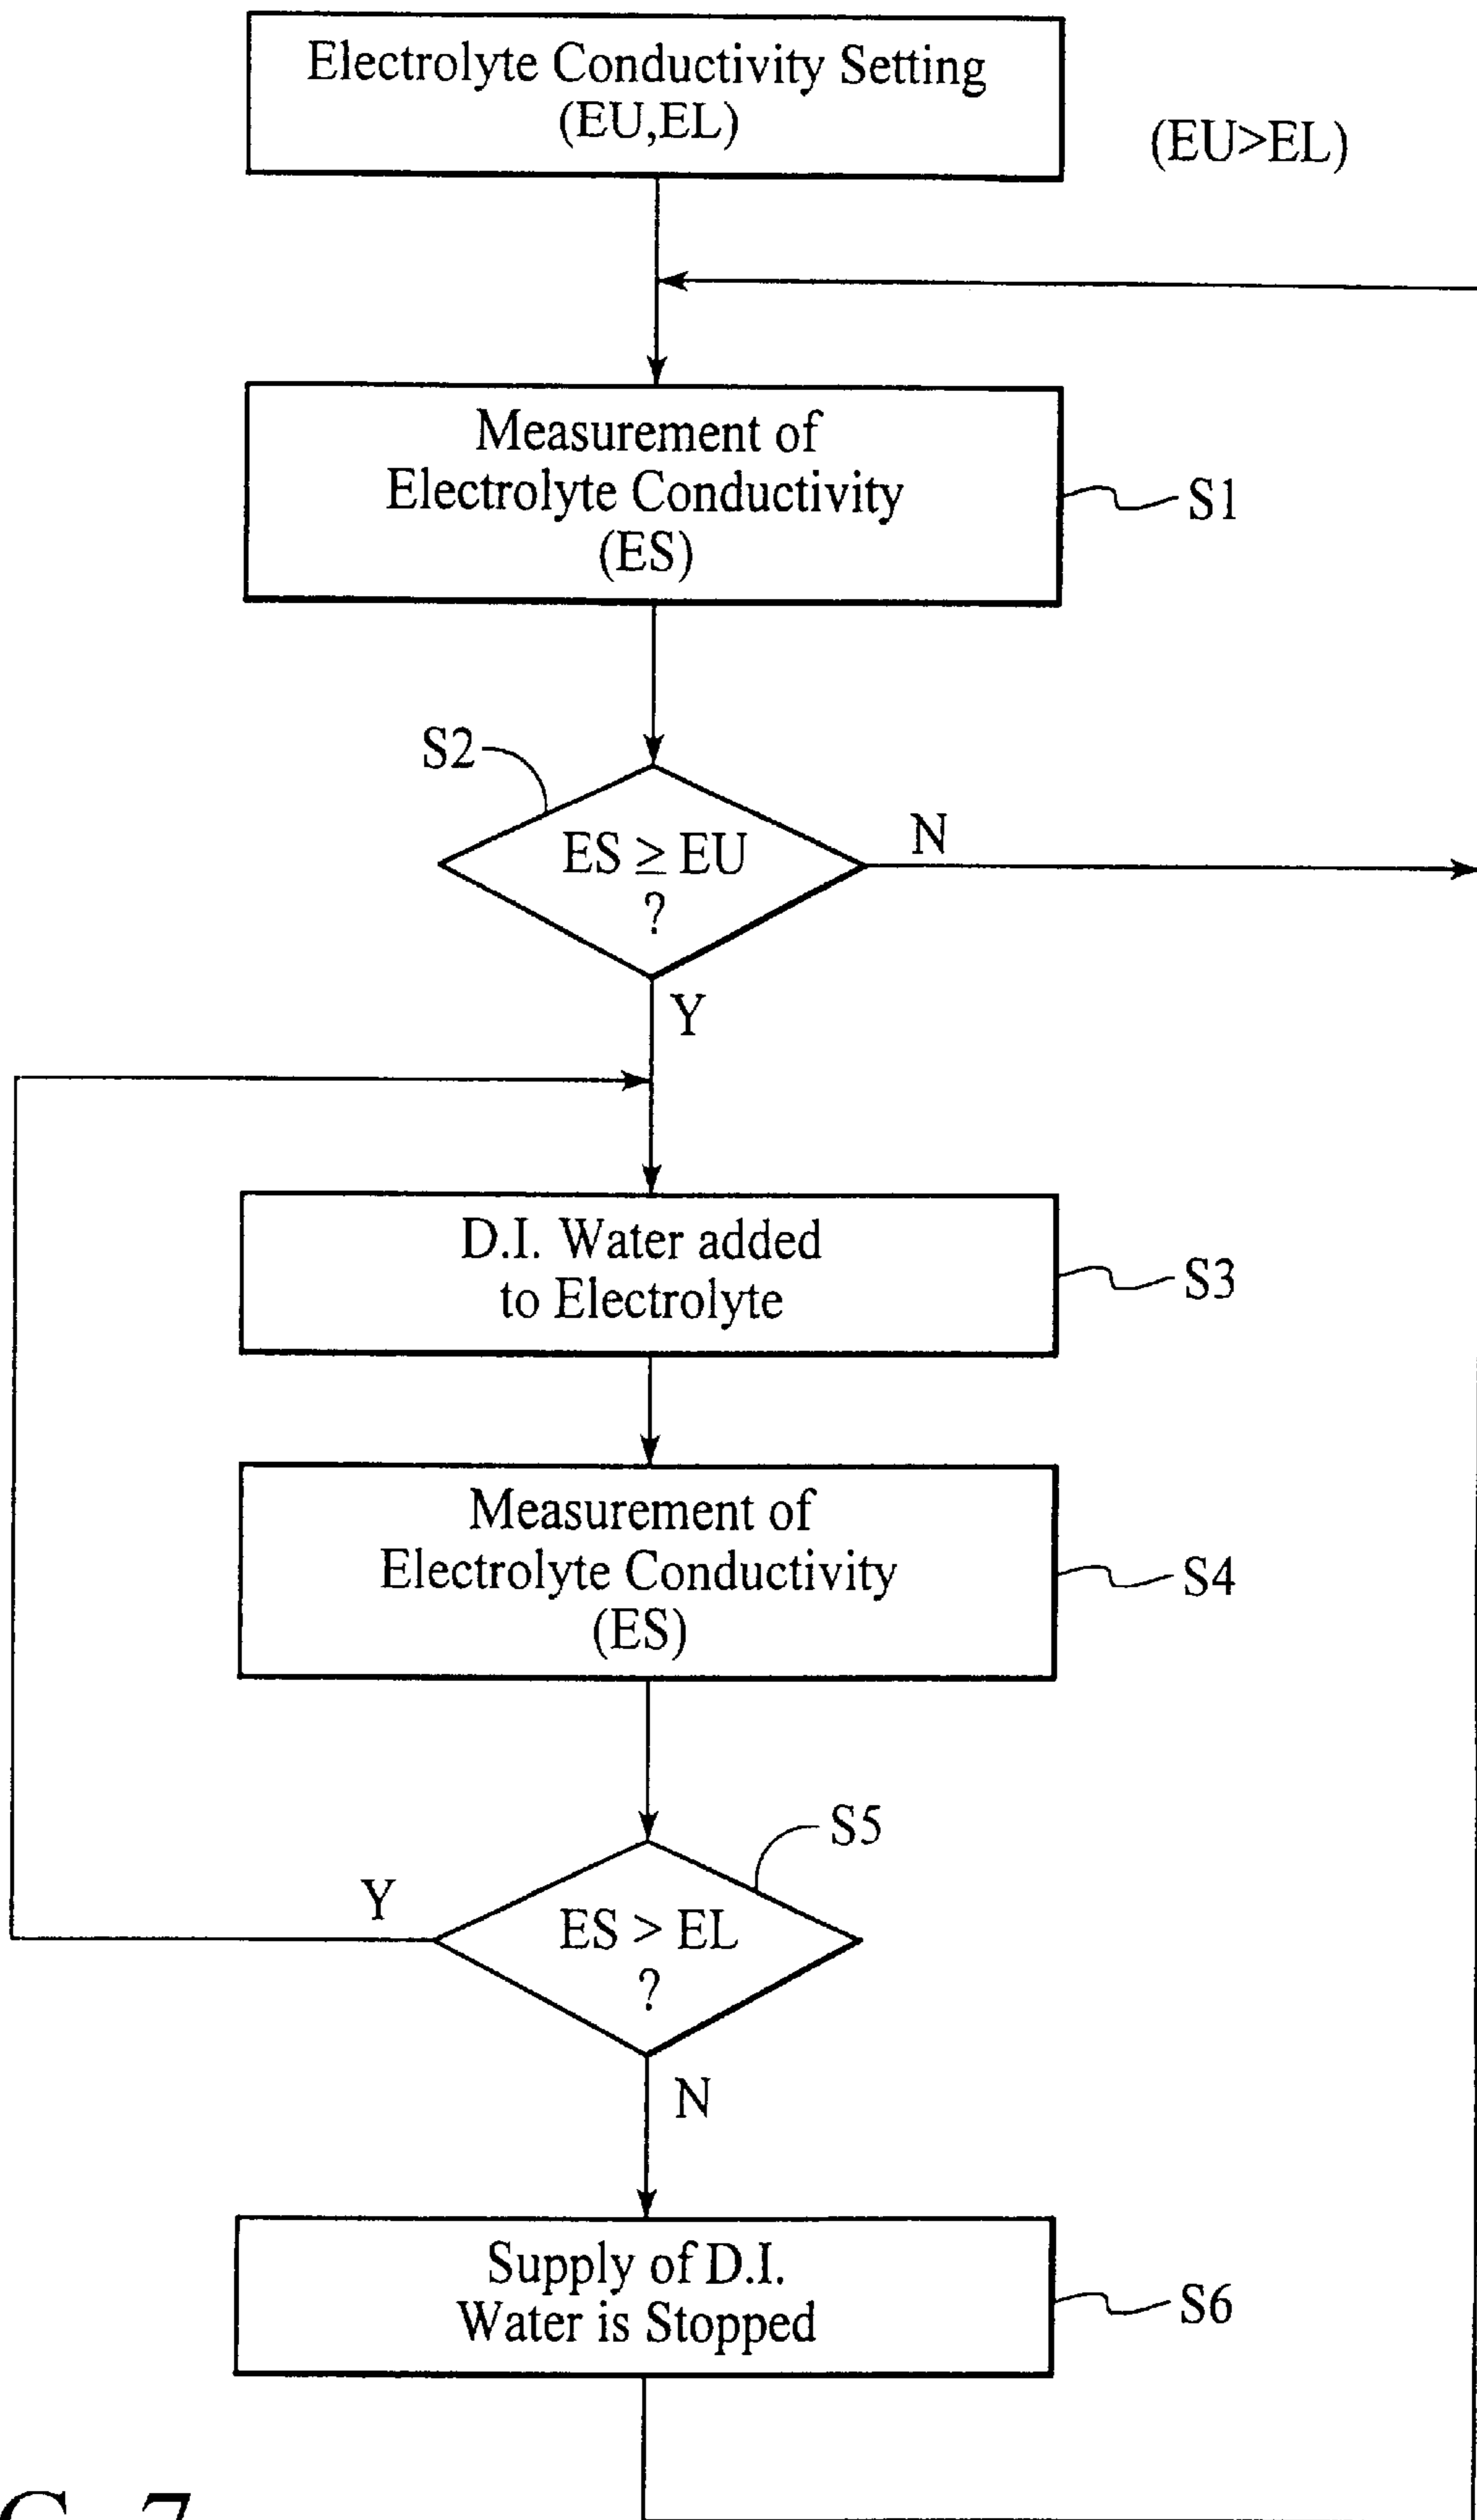 Electrolyte Conductivity Setting
(EU,EL)
(EU>EL)
Measurement of
Electrolyte Conductivity
(ES)
S1
S2
ES ≥ EU
?
N
Y
D.I. Water added
to Electrolyte
S3
Measurement of
Electrolyte Conductivity
(ES)
S4
S5
Y
ES > EL
?
N
Supply of D.I.
Water is Stopped
S6
G. 7